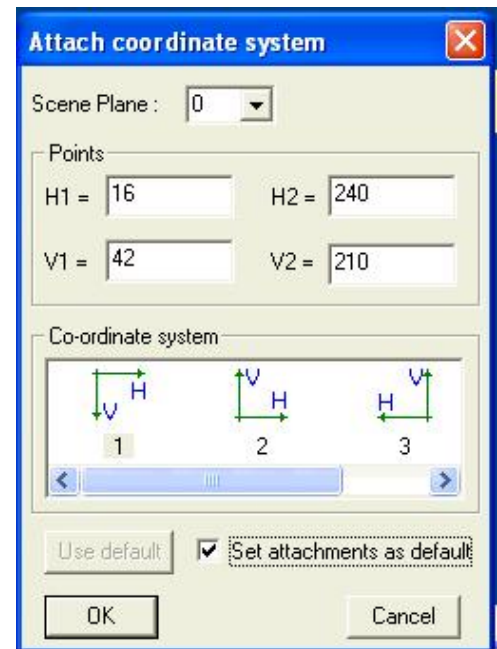 Attach coordinate system
Scene Plane : 0
Points
H1 = 16 H2 = 240
V1 = 42 V2 = 210
Co-ordinate system
H V V H V H
1 2 3
Use default Set attachments as default
OK Cancel